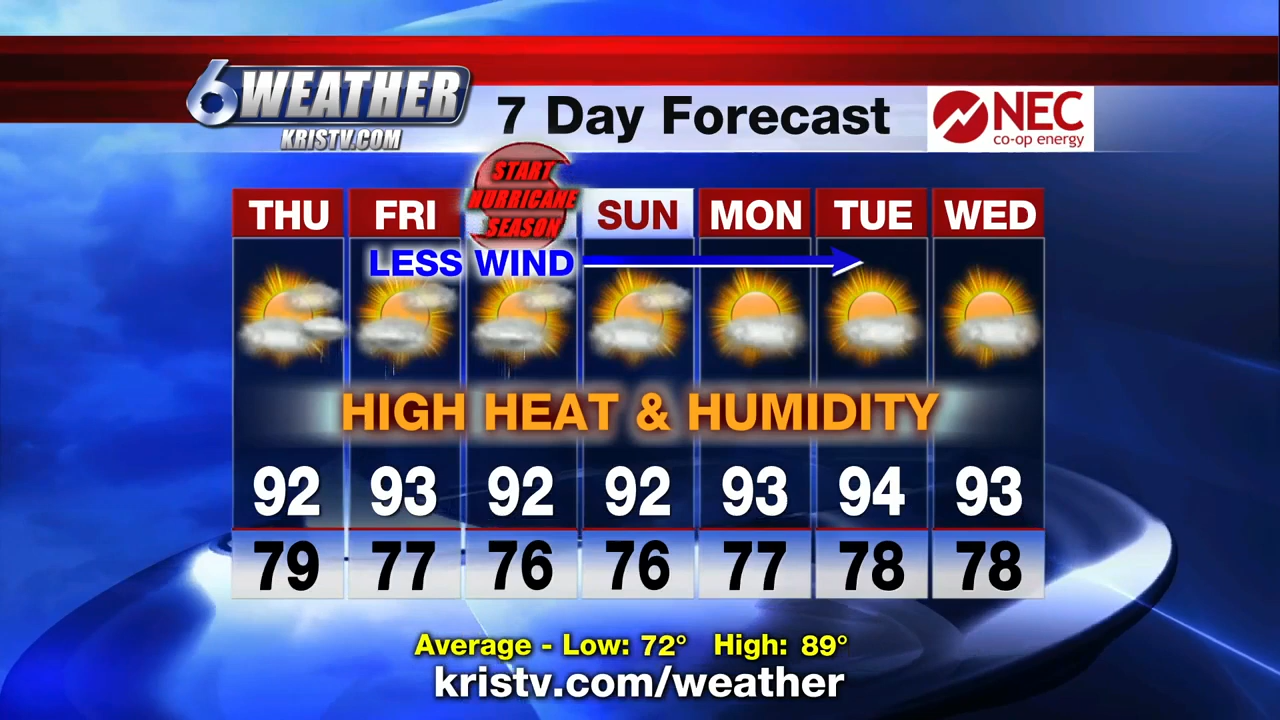 6WEATHER
KRISTV.COM
7 Day Forecast
NEC
co-op energy
START
HURRICANE
SEASON
THU FRI SUN MON TUE WED
LESS WIND
HIGH HEAT & HUMIDITY
92 93 92 92 93 94 93
79 77 76 76 77 78 78
Average - Low: 72° High: 89°
kristv.com/weather